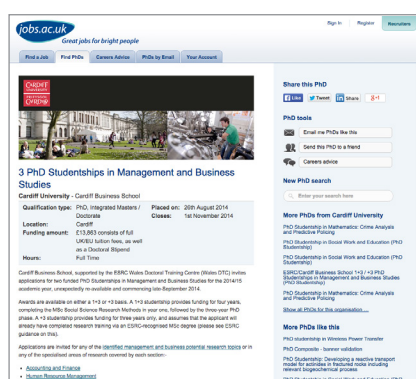 Sign In
Register
Recruiters
jobs.ac.uk
Great jobs for bright people
Find a Job
Find PhDs
Careers Advice
PhDs by Email
Your Account
CARDIFF
UNIVERSITY
PRIFYSGOL
CAERDYDD
3 PhD Studentships in Management and Business
Studies
Cardiff University - Cardiff Business School
Qualification type: PhD, Integrated Masters / Doctorate
Location: Cardiff
Funding amount: £13,863 consists of full UK/EU tuition fees, as well as a Doctoral Stipend
Hours: Full Time
Placed on: 20th August 2014
Closes: 1st November 2014
Cardiff Business School, supported by the ESRC Wales Doctoral Training Centre (Wales DTC) invites
applications for two funded PhD Studentships in Management and Business Studies for the 2014/15
academic year, unexpectedly re-available and commencing late-September 2014.
Awards are available on either a 1+3 or +3 basis. A 1+3 studentship provides funding for four years,
completing the MSc Social Science Research Methods in year one, followed by the three-year PhD
phase. A +3 studentship provides funding for three years only, and assumes that the applicant will
already have completed research training via an ESRC-recognised MSc degree (please see ESRC
guidance on this).
Applications are invited for any of the identified management and business potential research topics or in
any of the specialised areas of research covered by each section:-
Accounting and Finance
Human Resource Management
Share this PhD
Like
Tweet
Share
+1
PhD tools
Email me PhDs like this
Send this PhD to a friend
Careers advice
New PhD search
Enter your search here
More PhDs from Cardiff University
PhD Studentship in Mathematics: Crime Analysis
and Predictive Policing
PhD Studentship in Social Work and Education (PhD
Studentship)
PhD Studentship in Social Work and Education (PhD
Studentship)
ESRC/Cardiff Business School 1+3 / +3 PhD
Studentships in Management and Business Studies
(PhD Studentship)
PhD Studentship in Mathematics: Crime Analysis
and Predictive Policing
Show all PhDs for this organisation ....
More PhDs like this
PhD studentship in Wireless Power Transfer
PhD Composite - banner validation
PhD Studentship: Developing a reactive transport
model for actinides in fractured rocks including
relevant biogeochemical process